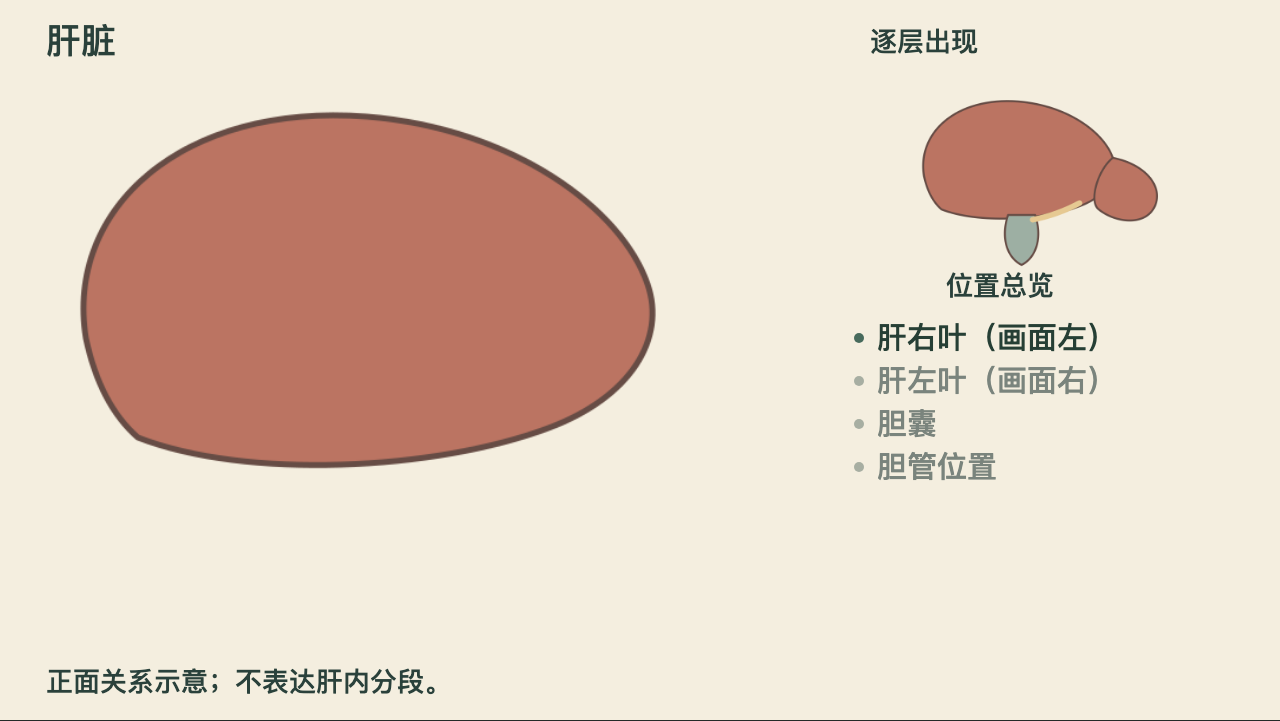 肝脏
逐层出现
位置总览
• 肝右叶（画面左）
• 肝左叶（画面右）
• 胆囊
• 胆管位置
正面关系示意；不表达肝内分段。